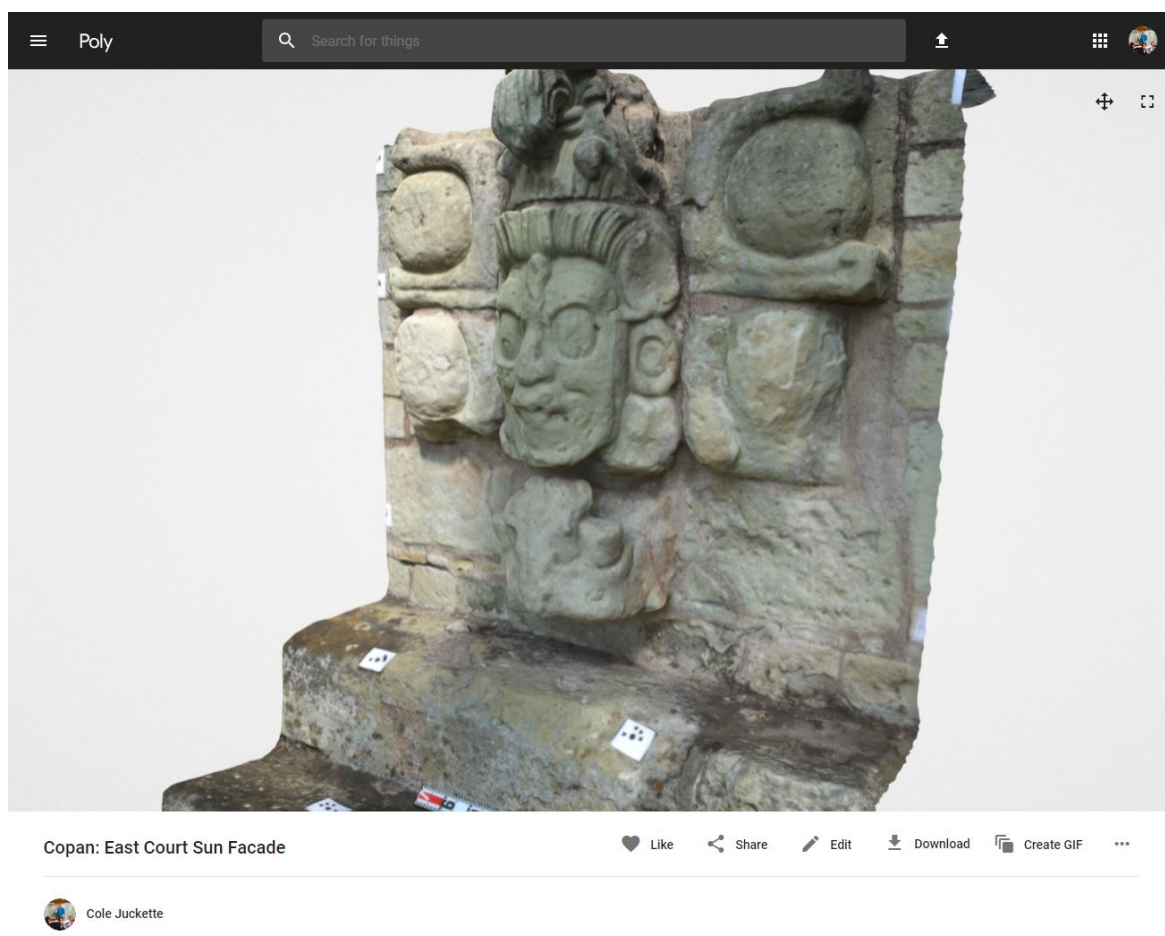 Poly
Search for things
Copan: East Court Sun Facade
Like
Share
Edit
Download
Create GIF
Cole Juckette